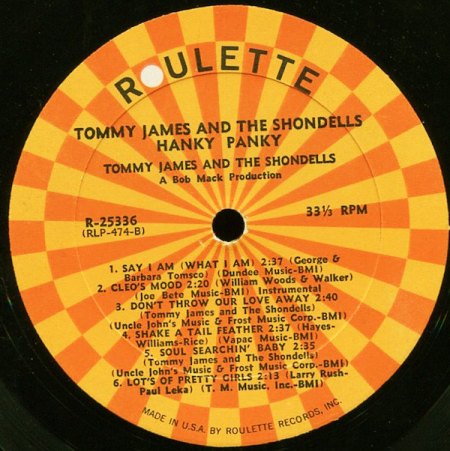 ROULETTE
TOMMY JAMES AND THE SHONDELLS
HANKY PANKY
TOMMY JAMES AND THE SHONDELLS
A Bob Mack Production
R-25336
(RLP-474-B)
33⅓ RPM
1. SAY I AM (WHAT I AM) 2:37 (George &
Barbara Tomsco) (Dundee Music-BMI)
2. CLEO'S MOOD 2:20 (William Woods & Walker)
(Joe Bete Music-BMI) Instrumental
3. DON'T THROW OUR LOVE AWAY 2:40
(Tommy James and The Shondells)
(Uncle John's Music & Frost Music Corp.-BMI)
4. SHAKE A TAIL FEATHER 2:37 (Hayes-
Williams-Rice) (Vapac Music-BMI)
5. SOUL SEARCHIN' BABY 2:35
(Tommy James and The Shondells)
(Uncle John's Music & Frost Music Corp.-BMI)
6. LOT'S OF PRETTY GIRLS 2:13 (Larry Rush-
Paul Leka) (T. M. Music, Inc.-BMI)
MADE IN U.S.A. BY ROULETTE RECORDS, INC.